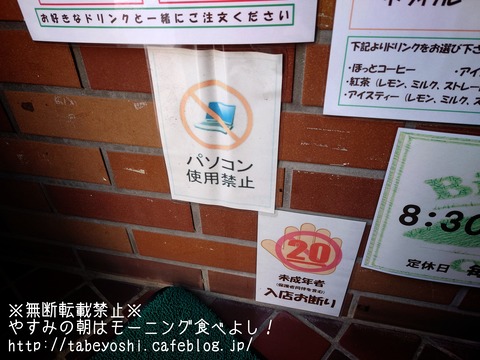 お好きなドリンクと一緒にご注文ください
パソコン
使用禁止
20
未成年者
入店お断り
下記よりドリンクをお選び下さ
・ほっとコーヒー
・アイ
・紅茶（レモン、ミルク、ストレー
・アイスティー（レモン、ミルク、
8:30
定休日
※無断転載禁止※
やすみの朝はモーニング食べよし！
http://tabeyoshi.cafeblog.jp/